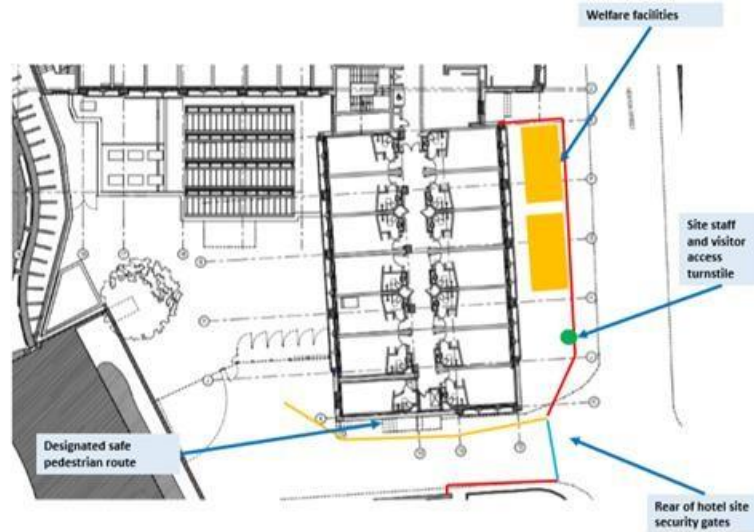 Welfare facilities
Site staff
and visitor
access
turnstile
Designated safe
pedestrian route
Rear of hotel site
security gates